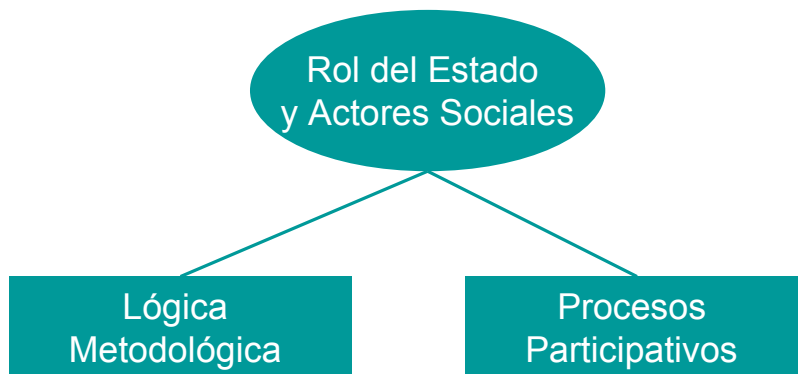 Rol del Estado
y Actores Sociales
Lógica
Metodológica
Procesos
Participativos